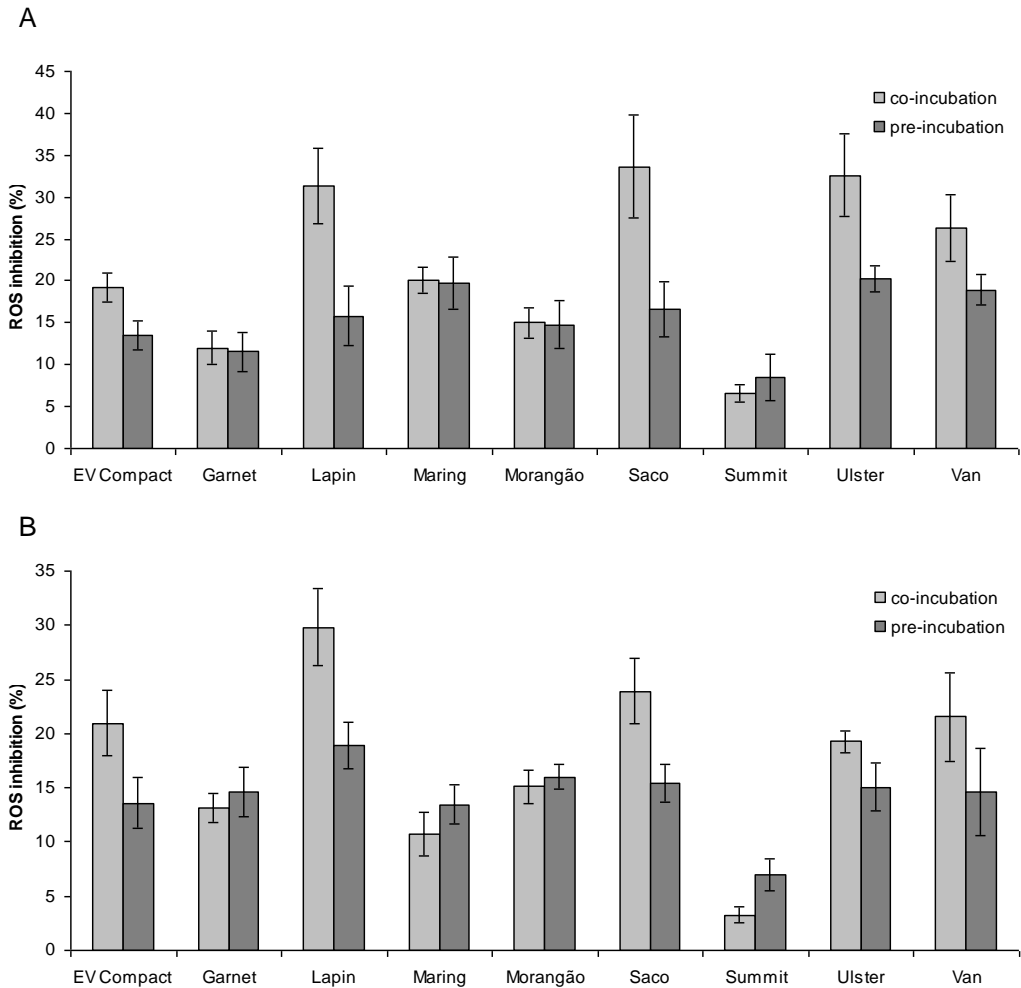 A
ROS inhibition (%)
45
40
35
30
25
20
15
10
5
0
co-incubation
pre-incubation
EV Compact Garnet Lapin Maring Morangão Saco Summit Ulster Van
B
ROS inhibition (%)
35
30
25
20
15
10
5
0
co-incubation
pre-incubation
EV Compact Garnet Lapin Maring Morangão Saco Summit Ulster Van